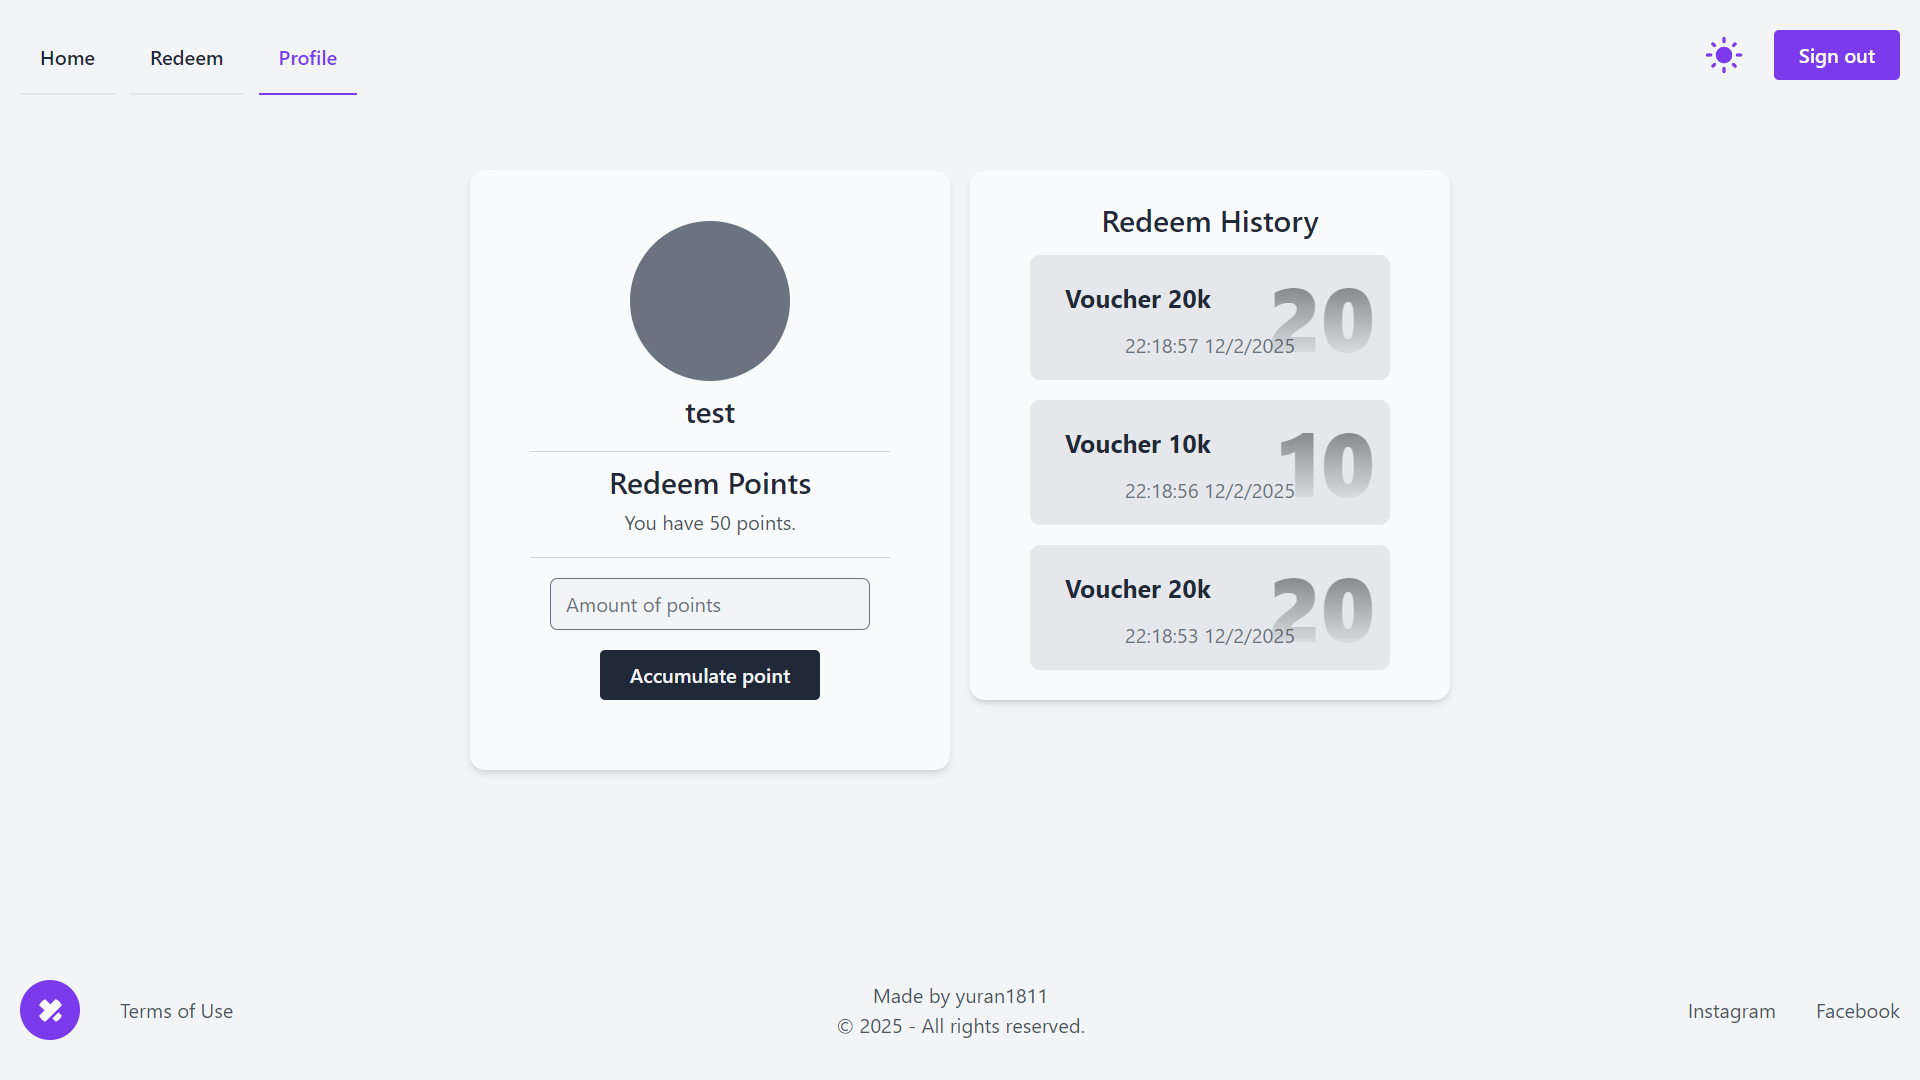 Home
Redeem
Profile
Sign out
test
Redeem Points
You have 50 points.
Amount of points
Accumulate point
Redeem History
Voucher 20k
20
22:18:57 12/2/2025
Voucher 10k
10
22:18:56 12/2/2025
Voucher 20k
20
22:18:53 12/2/2025
Terms of Use
Made by yuran1811
© 2025 - All rights reserved.
Instagram
Facebook